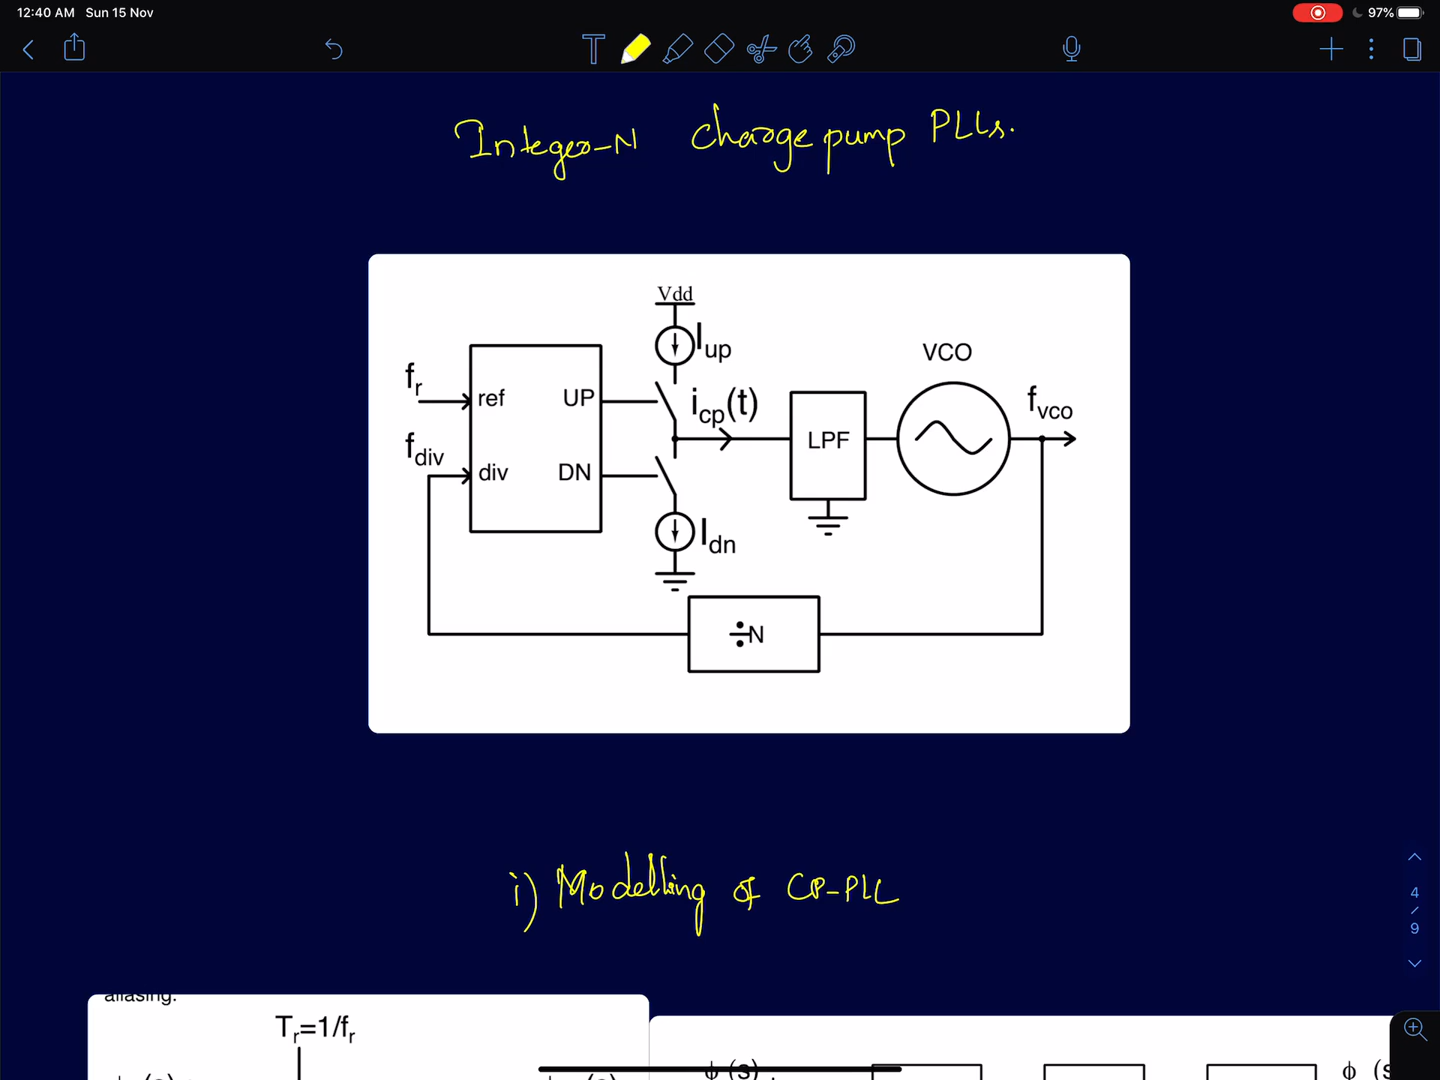 12:40 AM Sun 15 Nov
97%
Integer-N Charge pump PLLs.
Vdd
Iup
VCO
fr
ref
UP
icp(t)
fvco
LPF
fdiv
div
DN
Idn
÷N
i) Modelling of CP-PLL
4
/
9
aliasing.
Tr=1/fr
ϕ (s)